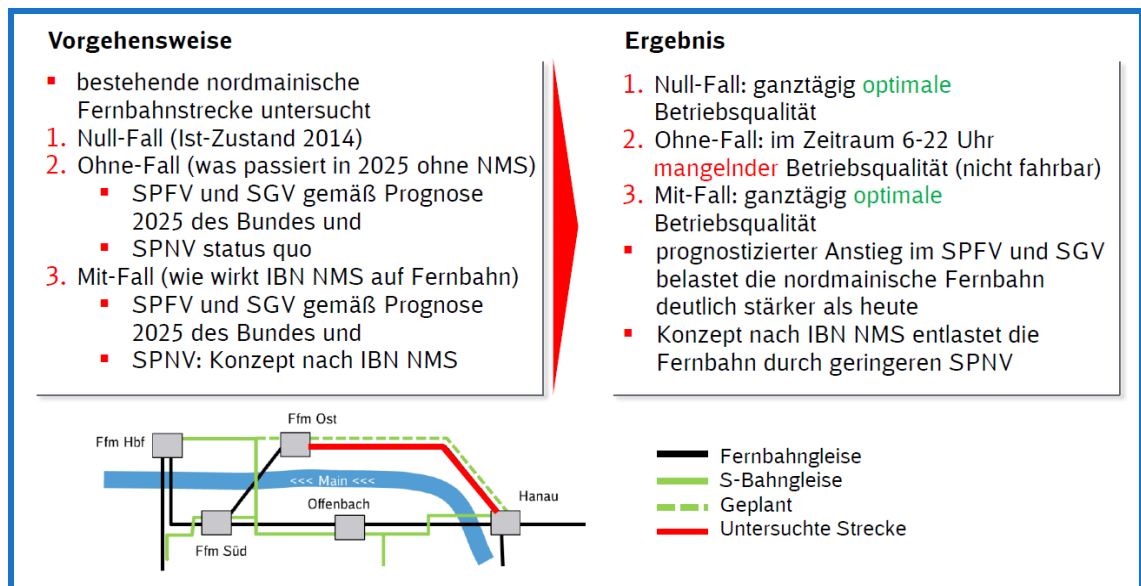 Vorgehensweise
▪ bestehende nordmainische
Fernbahnstrecke untersucht
1. Null-Fall (Ist-Zustand 2014)
2. Ohne-Fall (was passiert in 2025 ohne NMS)
▪ SPFV und SGV gemäß Prognose
2025 des Bundes und
▪ SPNV status quo
3. Mit-Fall (wie wirkt IBN NMS auf Fernbahn)
▪ SPFV und SGV gemäß Prognose
2025 des Bundes und
▪ SPNV: Konzept nach IBN NMS
Ergebnis
1. Null-Fall: ganztägig optimale
Betriebsqualität
2. Ohne-Fall: im Zeitraum 6-22 Uhr
mangelnder Betriebsqualität (nicht fahrbar)
3. Mit-Fall: ganztägig optimale
Betriebsqualität
▪ prognostizierter Anstieg im SPFV und SGV
belastet die nordmainische Fernbahn
deutlich stärker als heute
▪ Konzept nach IBN NMS entlastet die
Fernbahn durch geringeren SPNV
Ffm Ost
Ffm Hbf
<<< Main <<<
Hanau
Offenbach
Ffm Süd
Fernbahngleise
S-Bahngleise
Geplant
Untersuchte Strecke